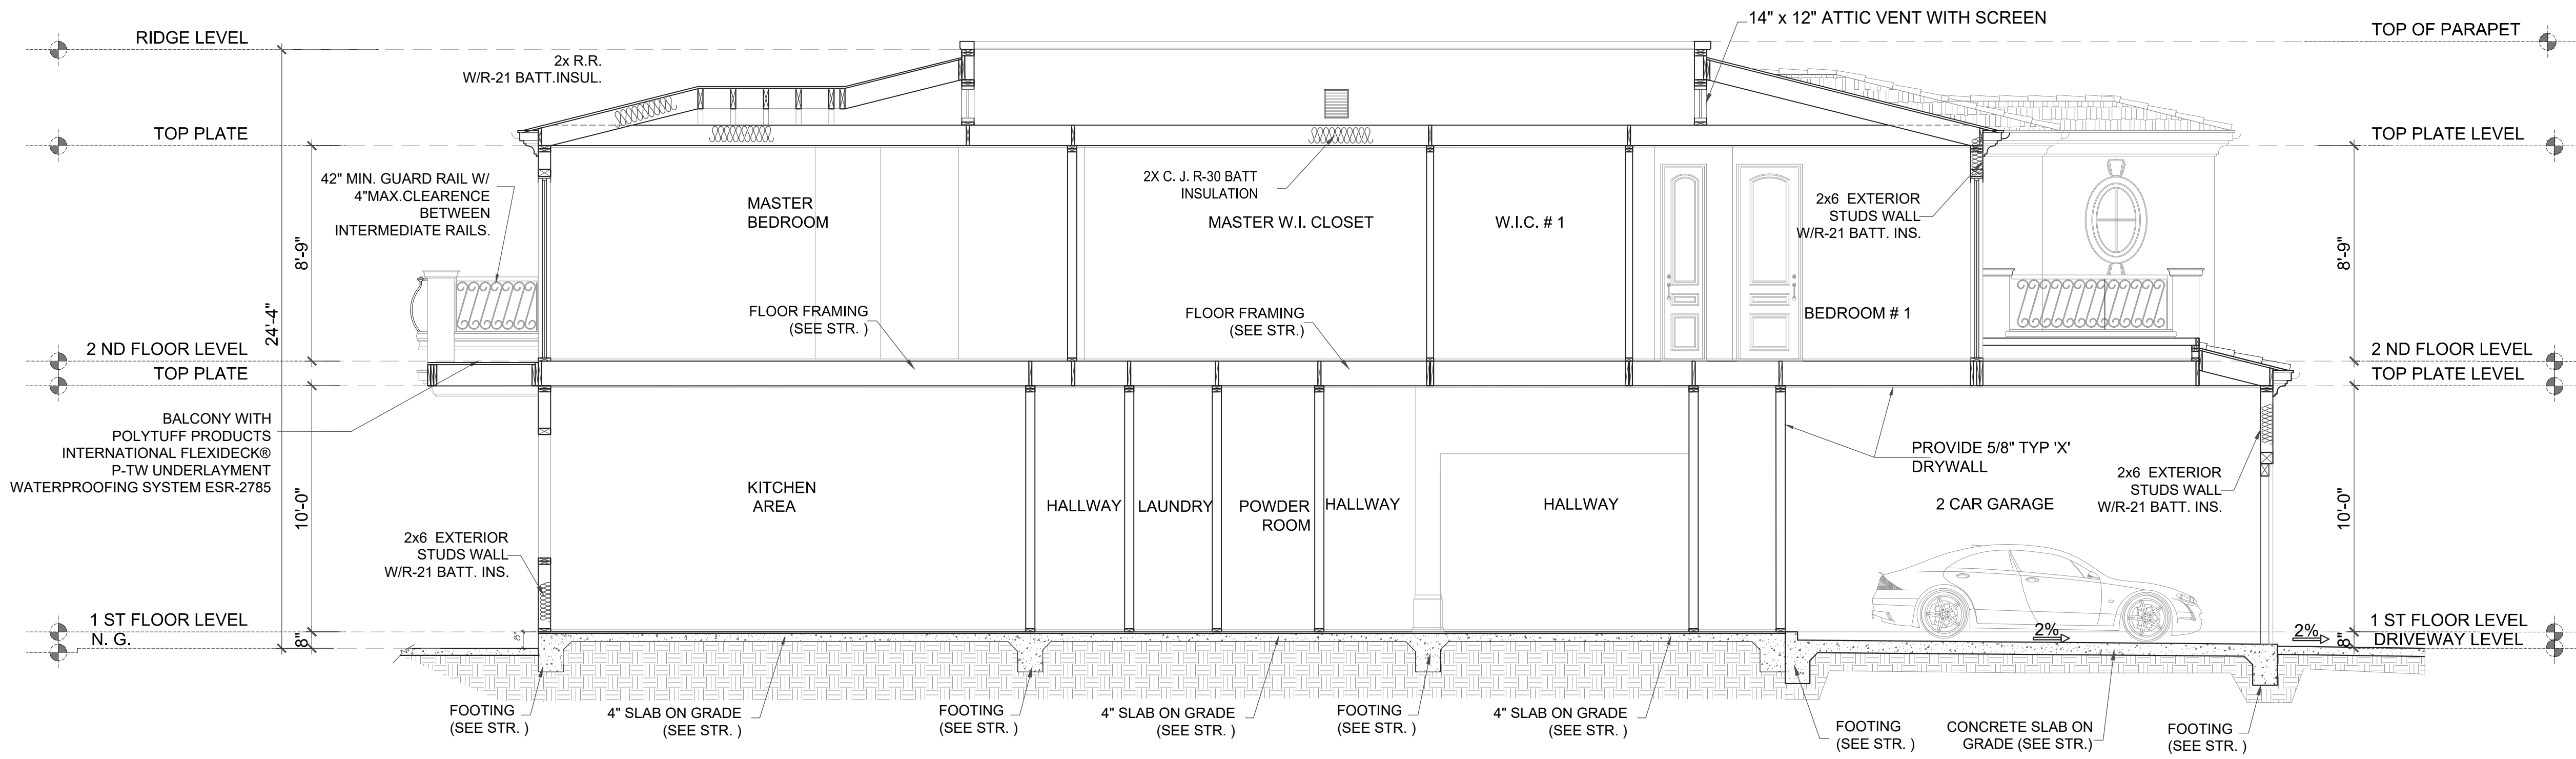 14" x 12" ATTIC VENT WITH SCREEN
RIDGE LEVEL
TOP OF PARAPET
2x R.R.
W/R-21 BATT.INSUL.
TOP PLATE
TOP PLATE LEVEL
42" MIN. GUARD RAIL W/
4"MAX.CLEARENCE
BETWEEN
INTERMEDIATE RAILS.
2X C. J. R-30 BATT
INSULATION
MASTER
BEDROOM
MASTER W.I. CLOSET
W.I.C. # 1
2x6 EXTERIOR
STUDS WALL
W/R-21 BATT. INS.
8'-9"
8'-9"
24'-4"
FLOOR FRAMING
(SEE STR. )
FLOOR FRAMING
(SEE STR.)
BEDROOM # 1
2 ND FLOOR LEVEL
TOP PLATE
2 ND FLOOR LEVEL
TOP PLATE LEVEL
BALCONY WITH
POLYTUFF PRODUCTS
INTERNATIONAL FLEXIDECK®
P-TW UNDERLAYMENT
WATERPROOFING SYSTEM ESR-2785
PROVIDE 5/8" TYP 'X'
DRYWALL
10'-0"
KITCHEN
AREA
HALLWAY
LAUNDRY
POWDER
ROOM
HALLWAY
HALLWAY
2 CAR GARAGE
2x6 EXTERIOR
STUDS WALL
W/R-21 BATT. INS.
10'-0"
2x6 EXTERIOR
STUDS WALL
W/R-21 BATT. INS.
1 ST FLOOR LEVEL
N. G.
8"
8"
2%
2%
1 ST FLOOR LEVEL
DRIVEWAY LEVEL
8"
FOOTING
(SEE STR. )
4" SLAB ON GRADE
(SEE STR. )
FOOTING
(SEE STR. )
4" SLAB ON GRADE
(SEE STR. )
FOOTING
(SEE STR. )
4" SLAB ON GRADE
(SEE STR. )
FOOTING
(SEE STR. )
CONCRETE SLAB ON
GRADE (SEE STR.)
FOOTING
(SEE STR. )